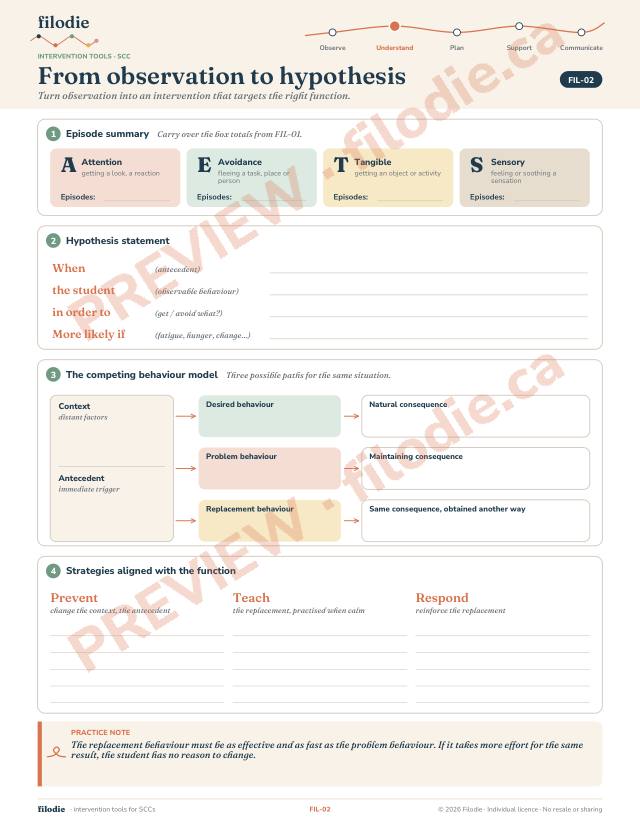 filodie
INTERVENTION TOOLS · SCC
Observe
Understand
Plan
Support
Communicate
From observation to hypothesis
Turn observation into an intervention that targets the right function.
FIL-02
1 Episode summary Carry over the box totals from FIL-01.
A Attention
getting a look, a reaction
Episodes:
E Avoidance
fleeing a task, place or
person
Episodes:
T Tangible
getting an object or activity
Episodes:
S Sensory
feeling or soothing a
sensation
Episodes:
2 Hypothesis statement
When (antecedent)
the student (observable behaviour)
in order to (get / avoid what?)
More likely if (fatigue, hunger, change...)
3 The competing behaviour model Three possible paths for the same situation.
Context
distant factors
Antecedent
immediate trigger
Desired behaviour
Natural consequence
Problem behaviour
Maintaining consequence
Replacement behaviour
Same consequence, obtained another way
4 Strategies aligned with the function
Prevent
change the context, the antecedent
Teach
the replacement, practised when calm
Respond
reinforce the replacement
PRACTICE NOTE
The replacement behaviour must be as effective and as fast as the problem behaviour. If it takes more effort for the same
result, the student has no reason to change.
filodie · intervention tools for SCCs
FIL-02
© 2026 Filodie · Individual licence · No resale or sharing
PREVIEW · filodie.ca
PREVIEW · filodie.ca